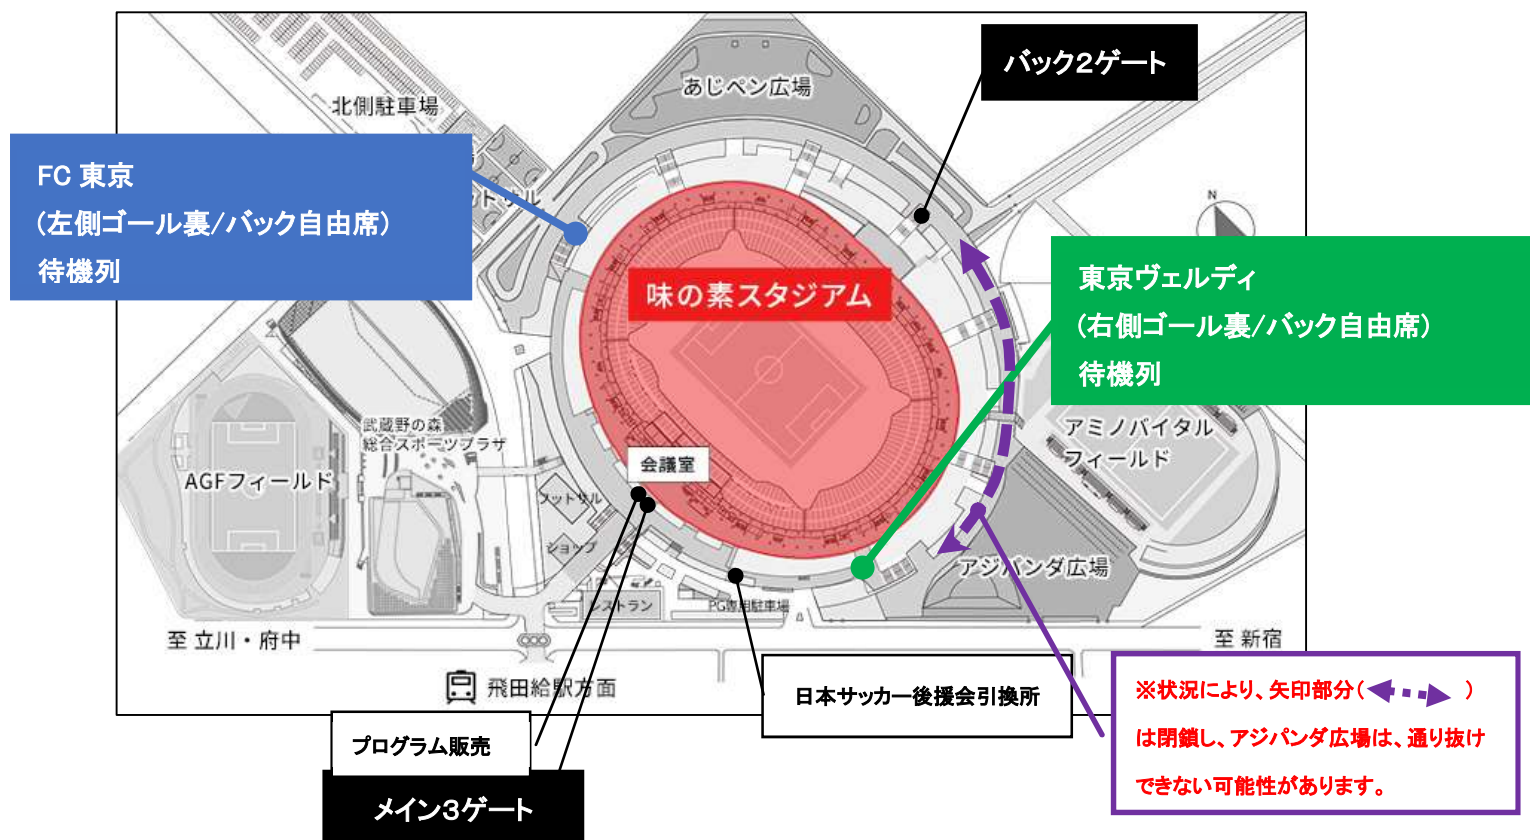 バック2ゲート
あじペン広場
北側駐車場
FC 東京
(左側ゴール裏/バック自由席)
待機列
N
東京ヴェルディ
(右側ゴール裏/バック自由席)
待機列
味の素スタジアム
武蔵野の森
総合スポーツプラザ
アミノバイタル
フィールド
会議室
AGFフィールド
フットサル
ショップ
アジパンダ広場
レストラン
PG専用駐車場
至 立川・府中
至 新宿
飛田給駅方面
日本サッカー後援会引換所
プログラム販売
メイン3ゲート
※状況により、矢印部分( )
は閉鎖し、アジパンダ広場は、通り抜け
できない可能性があります。